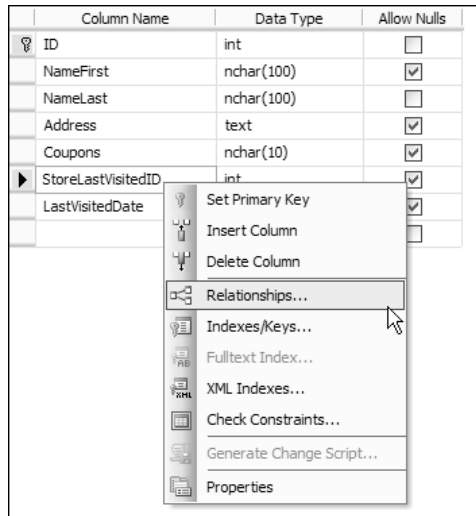 Column Name Data Type Allow Nulls
ID int
NameFirst nchar(100)
NameLast nchar(100)
Address text
Coupons nchar(10)
StoreLastVisitedID int
LastVisitedDate
Set Primary Key
Insert Column
Delete Column
Relationships...
Indexes/Keys...
Fulltext Index...
XML Indexes...
Check Constraints...
Generate Change Script...
Properties